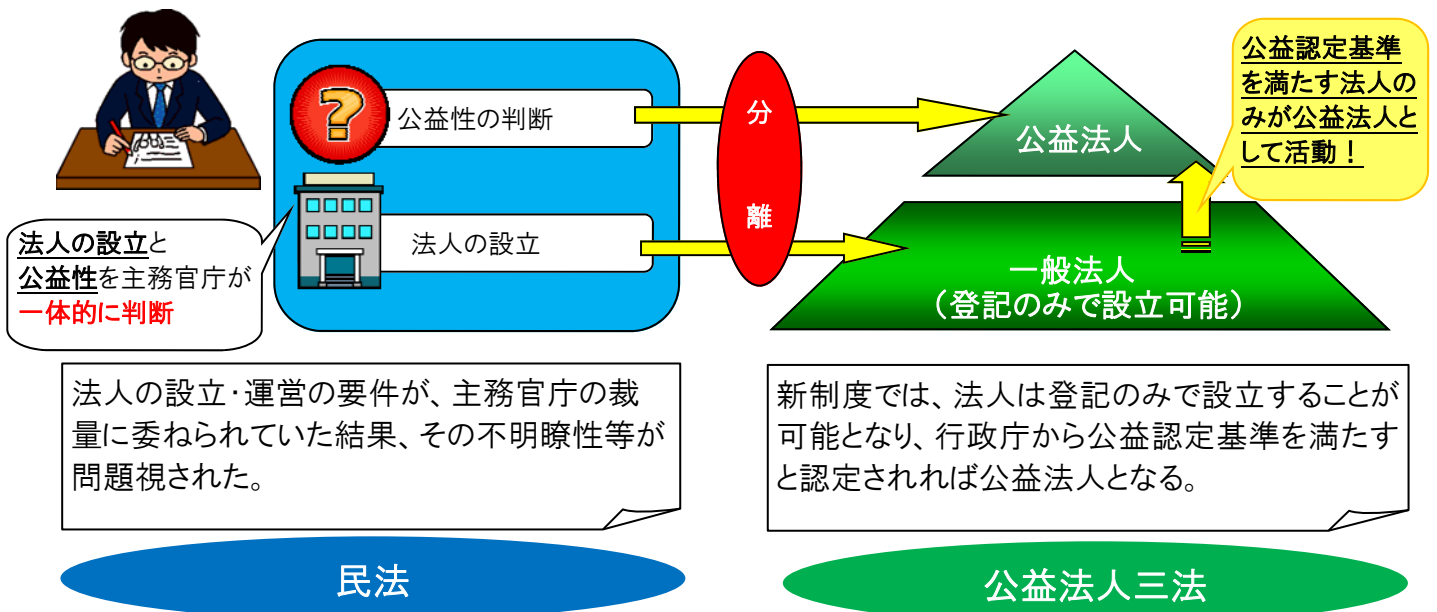 公益性の判断
法人の設立
法人の設立と
公益性を主務官庁が
一体的に判断
分
離
公益法人
一般法人
（登記のみで設立可能）
公益認定基準
を満たす法人の
みが公益法人と
して活動！
法人の設立・運営の要件が、主務官庁の裁
量に委ねられていた結果、その不明瞭性等が
問題視された。
新制度では、法人は登記のみで設立することが
可能となり、行政庁から公益認定基準を満たす
と認定されれば公益法人となる。
民法
公益法人三法